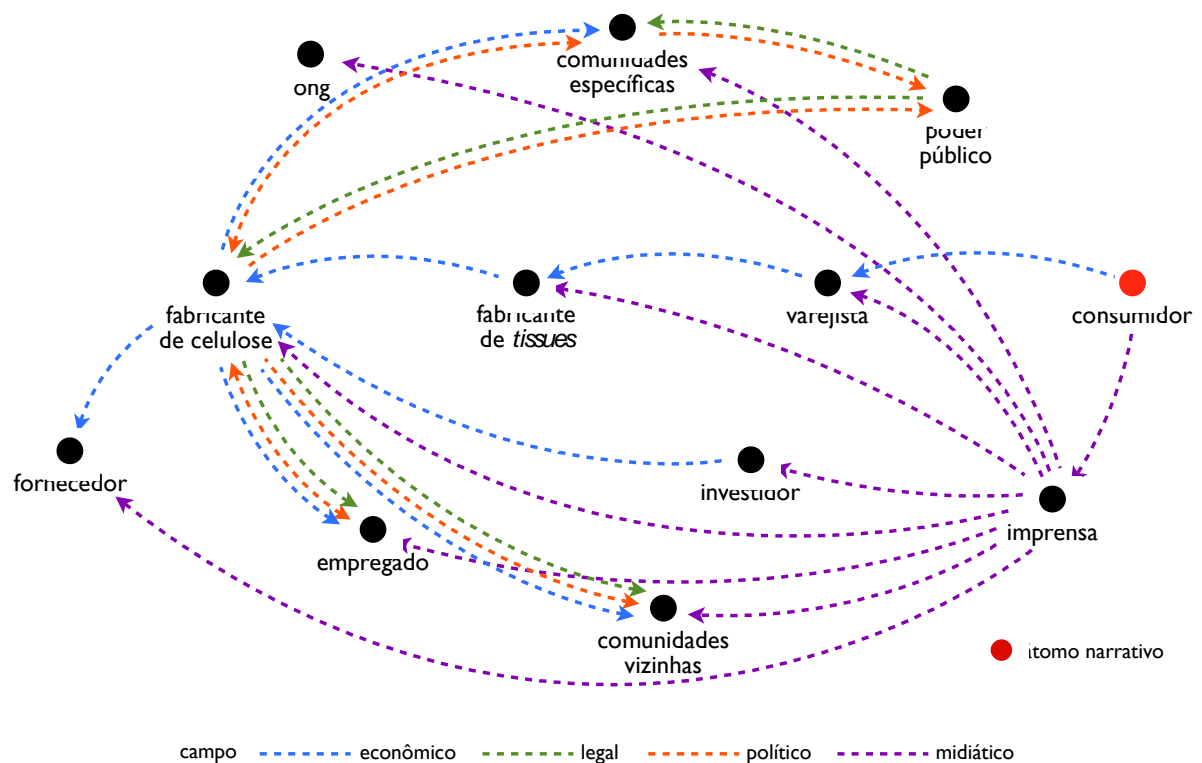 ong
comunidades
específicas
poder
público
fabricante
de celulose
fabricante
de tissues
varejista
consumidor
fornecedor
investidor
imprensa
empregado
comunidades
vizinhas
átomo narrativo
campo econômico legal político midiático